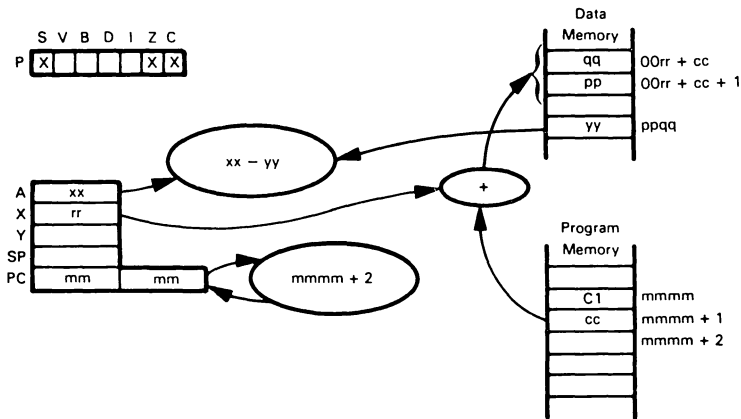 Data
Memory
S V B D I Z C
P X X X
qq 00rr + cc
pp 00rr + cc + 1
yy ppqq
xx – yy
+
A xx
X rr
Y
SP
PC mm mm
mmmm + 2
Program
Memory
C1 mmmm
cc mmmm + 1
mmmm + 2